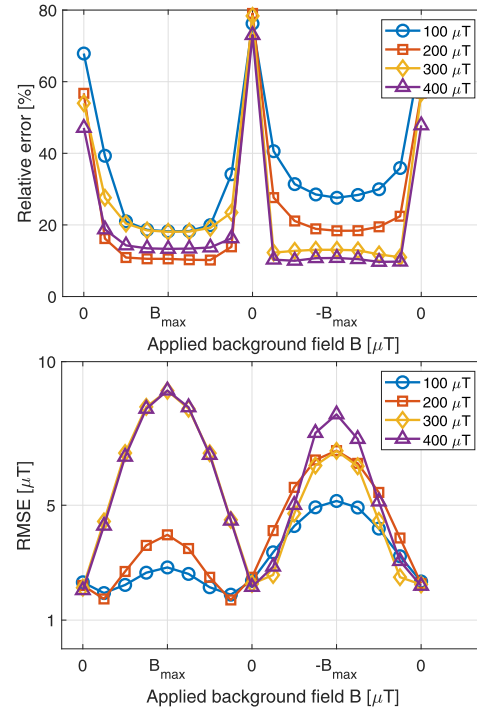 80
60
40
20
0
Relative error [%]
100 μT
200 μT
300 μT
400 μT
0
B_max
0
-B_max
0
Applied background field B [μT]
10
5
1
RMSE [μT]
100 μT
200 μT
300 μT
400 μT
0
B_max
0
-B_max
0
Applied background field B [μT]